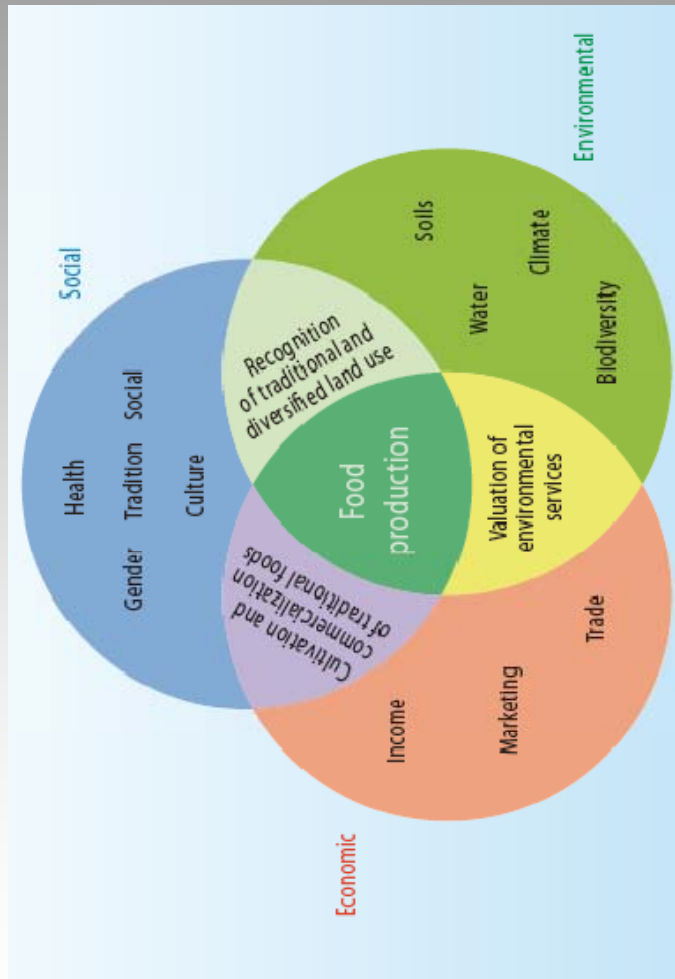 Social
Health
Gender Tradition Social
Culture
Cultivation and
commercialization
of traditional foods
Recognition
of traditional and
diversified land use
Food
production
Economic
Income
Marketing
Trade
Valuation of
environmental
services
Soils
Water
Climate
Biodiversity
Environmental